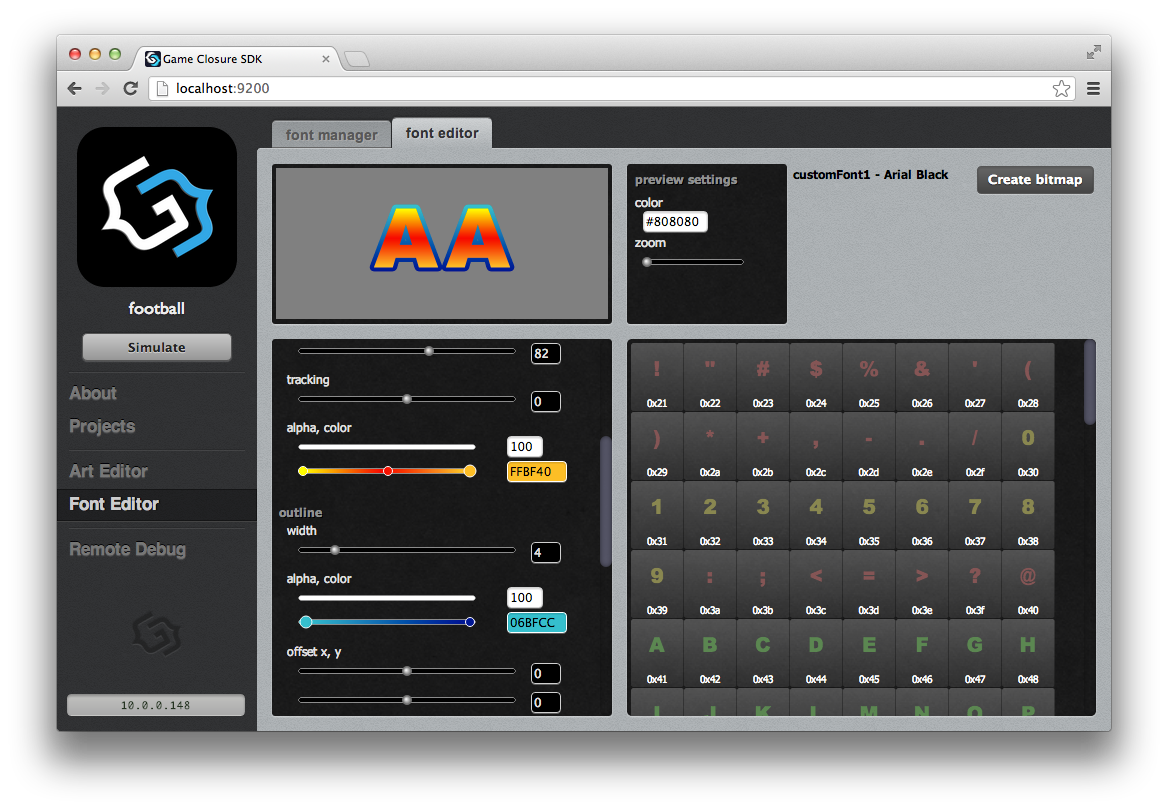 Game Closure SDK
localhost:9200
football
Simulate
About
Projects
Art Editor
Font Editor
Remote Debug
10.0.0.148
font manager
font editor
AA
preview settings
color
#808080
zoom
customFont1 - Arial Black
Create bitmap
82
tracking
0
alpha, color
100
FFBF40
outline
width
4
alpha, color
100
06BFCC
offset x, y
0
0
! " # $ % & ' (
0x21 0x22 0x23 0x24 0x25 0x26 0x27 0x28
) * + , - . / 0
0x29 0x2a 0x2b 0x2c 0x2d 0x2e 0x2f 0x30
1 2 3 4 5 6 7 8
0x31 0x32 0x33 0x34 0x35 0x36 0x37 0x38
9 : ; < = > ? @
0x39 0x3a 0x3b 0x3c 0x3d 0x3e 0x3f 0x40
A B C D E F G H
0x41 0x42 0x43 0x44 0x45 0x46 0x47 0x48
I J K L M N O P